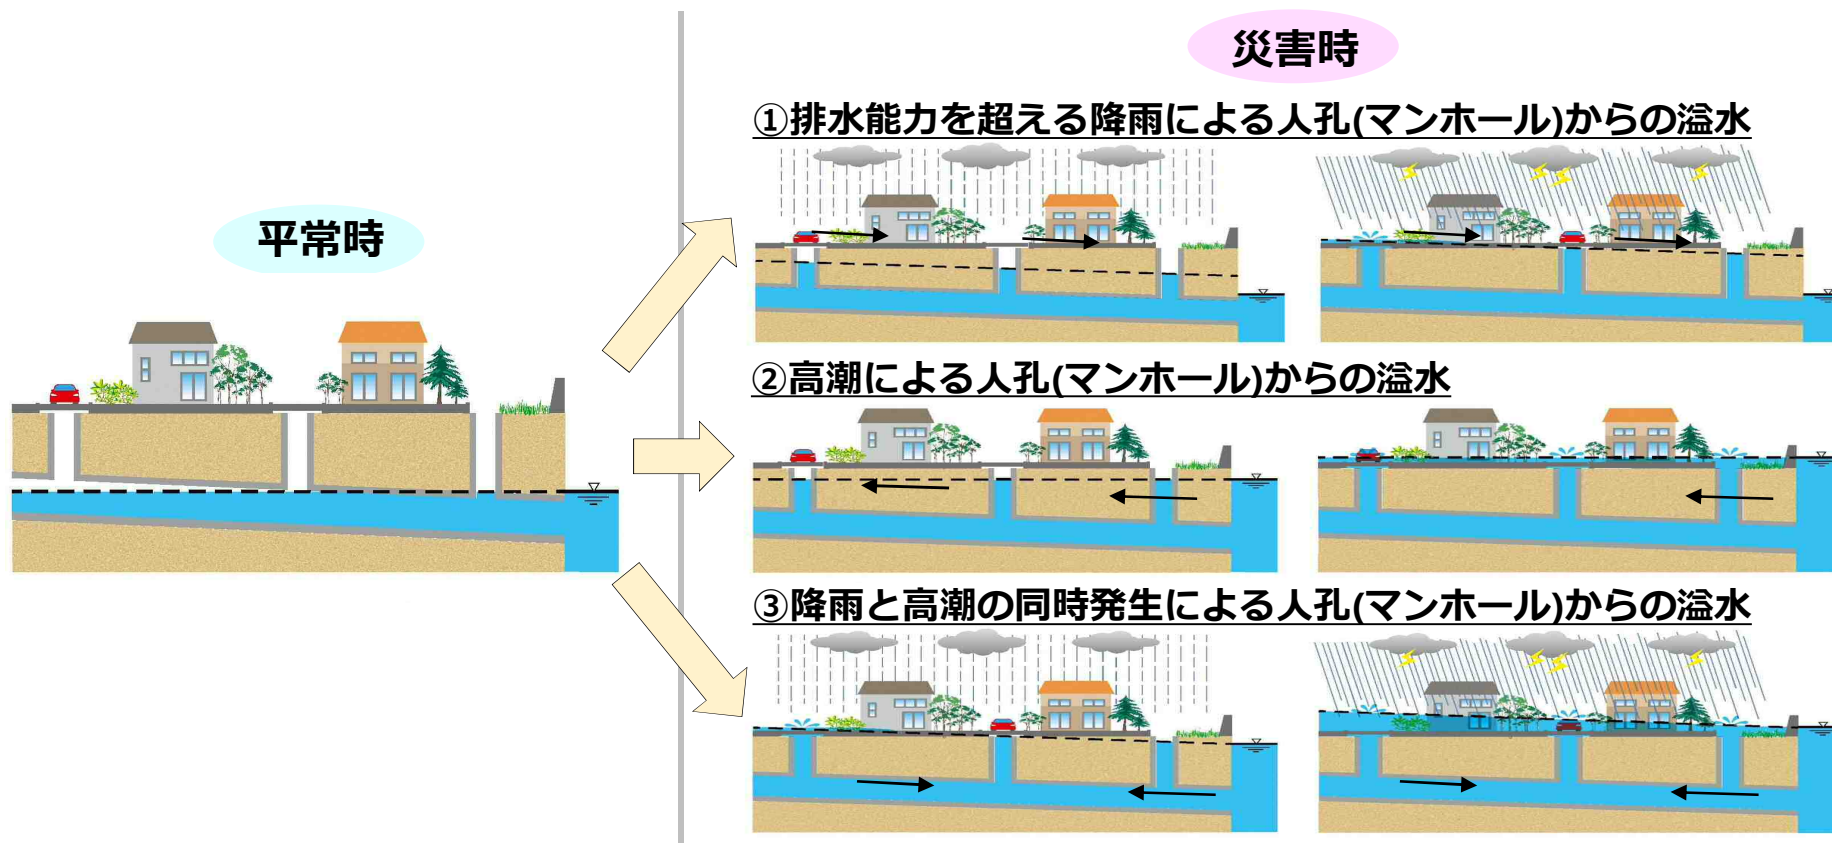 災害時
①排水能力を超える降雨による人孔(マンホール)からの溢水
平常時
②高潮による人孔(マンホール)からの溢水
③降雨と高潮の同時発生による人孔(マンホール)からの溢水